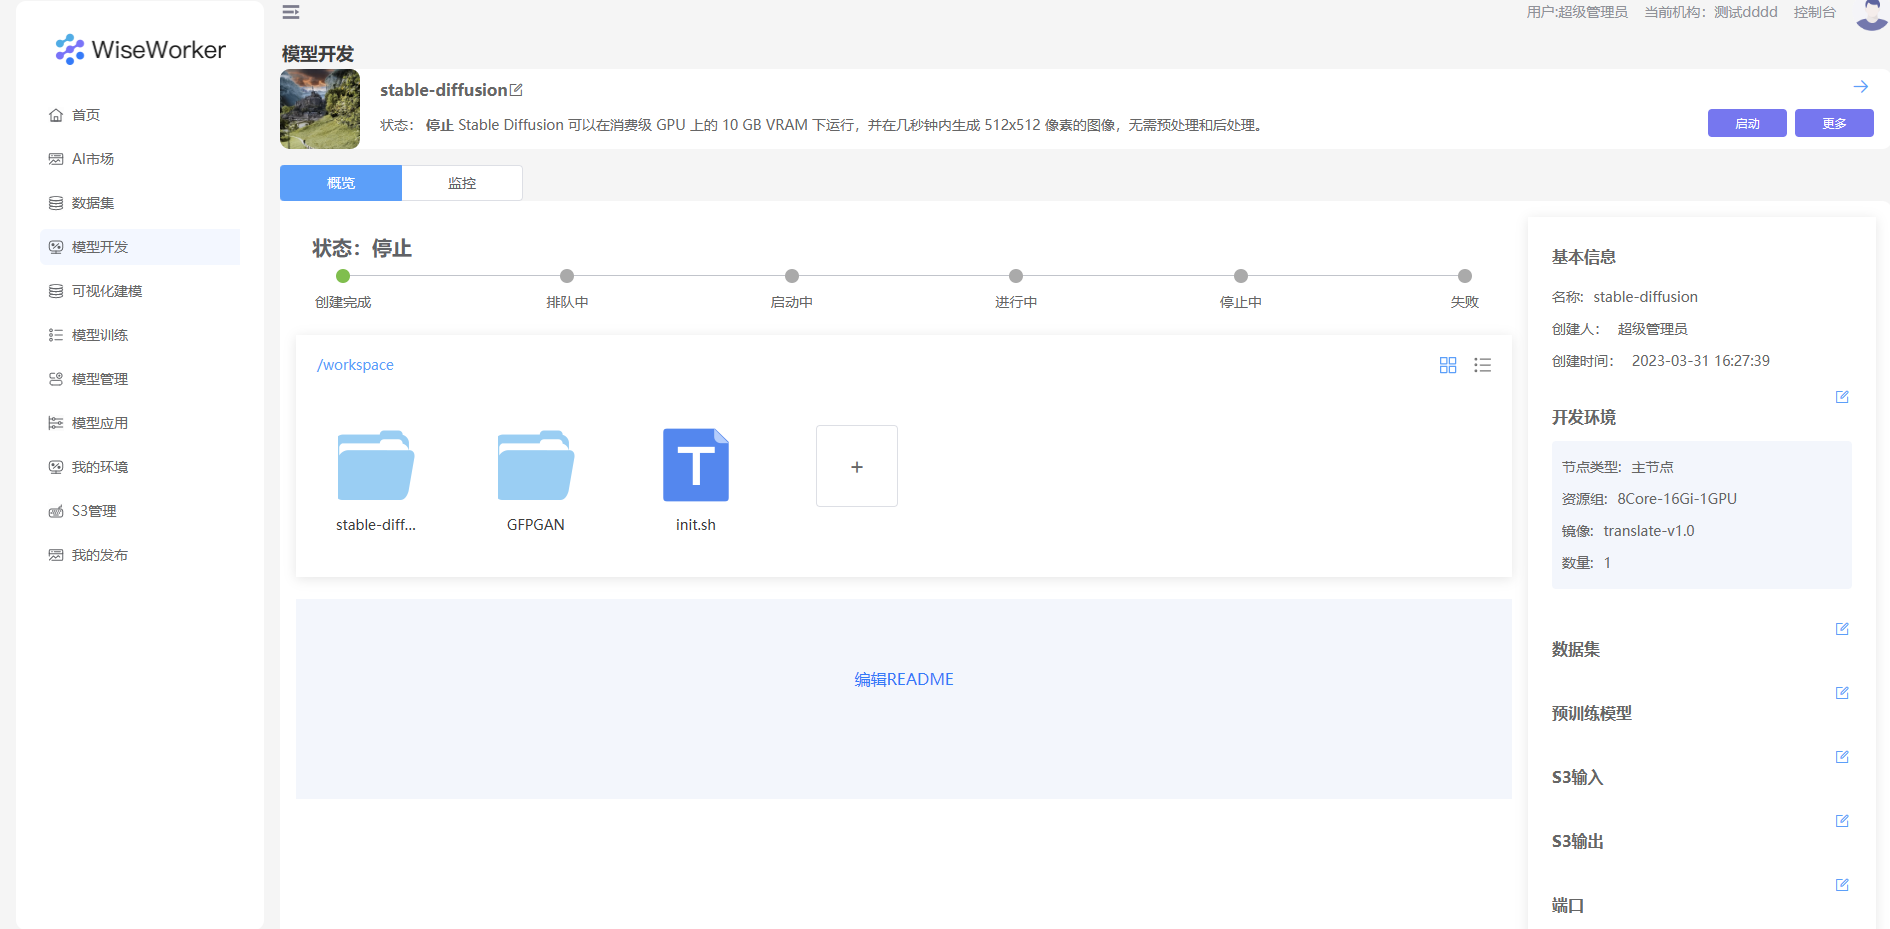 WiseWorker
首页
AI市场
数据集
模型开发
可视化建模
模型训练
模型管理
模型应用
我的环境
S3管理
我的发布
用户:超级管理员 当前机构：测试dddd 控制台
模型开发
stable-diffusion
状态： 停止 Stable Diffusion 可以在消费级 GPU 上的 10 GB VRAM 下运行，并在几秒钟内生成 512x512 像素的图像，无需预处理和后处理。
启动 更多
概览 监控
状态：停止
创建完成 排队中 启动中 进行中 停止中 失败
/workspace
stable-diff... GFPGAN init.sh
+
编辑README
基本信息
名称: stable-diffusion
创建人： 超级管理员
创建时间： 2023-03-31 16:27:39
开发环境
节点类型: 主节点
资源组: 8Core-16Gi-1GPU
镜像: translate-v1.0
数量: 1
数据集
预训练模型
S3输入
S3输出
端口